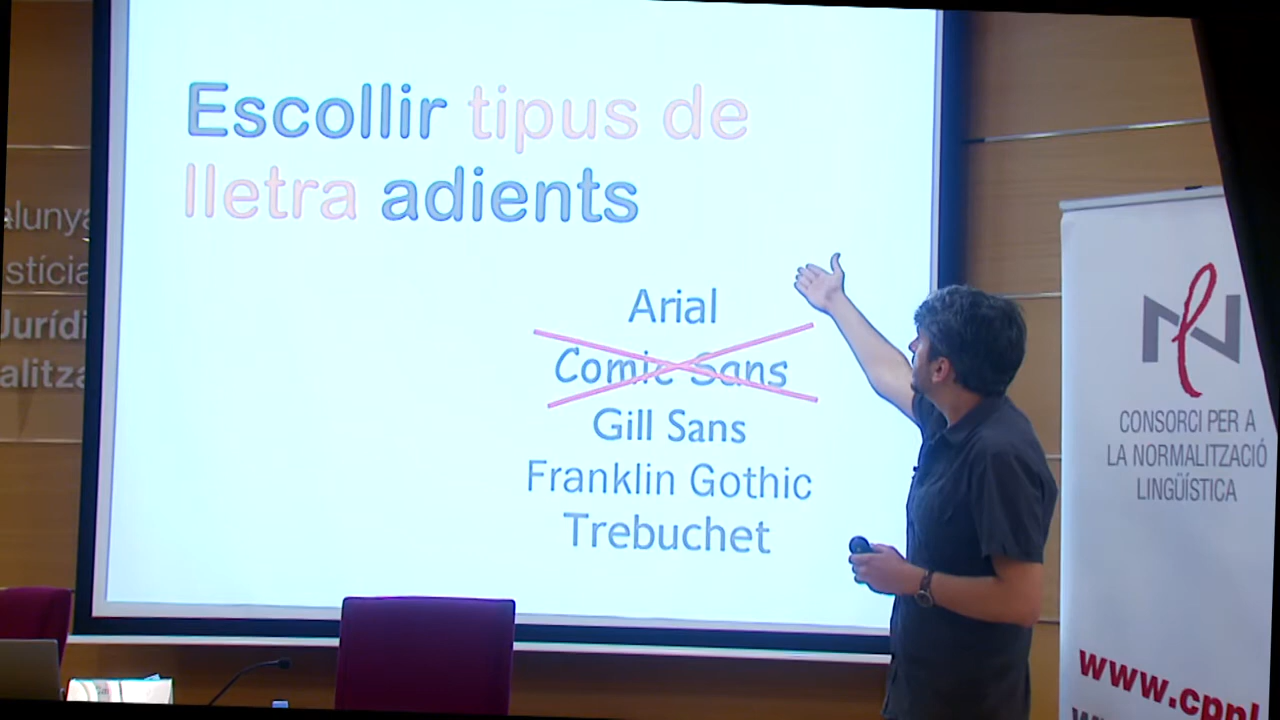 Escollir tipus de
lletra adients
Arial
Comic Sans
Gill Sans
Franklin Gothic
Trebuchet
alunya
stícia
Jurídi
alitza
CONSORCI PER A
LA NORMALITZACIÓ
LINGÜÍSTICA
www.cpnl